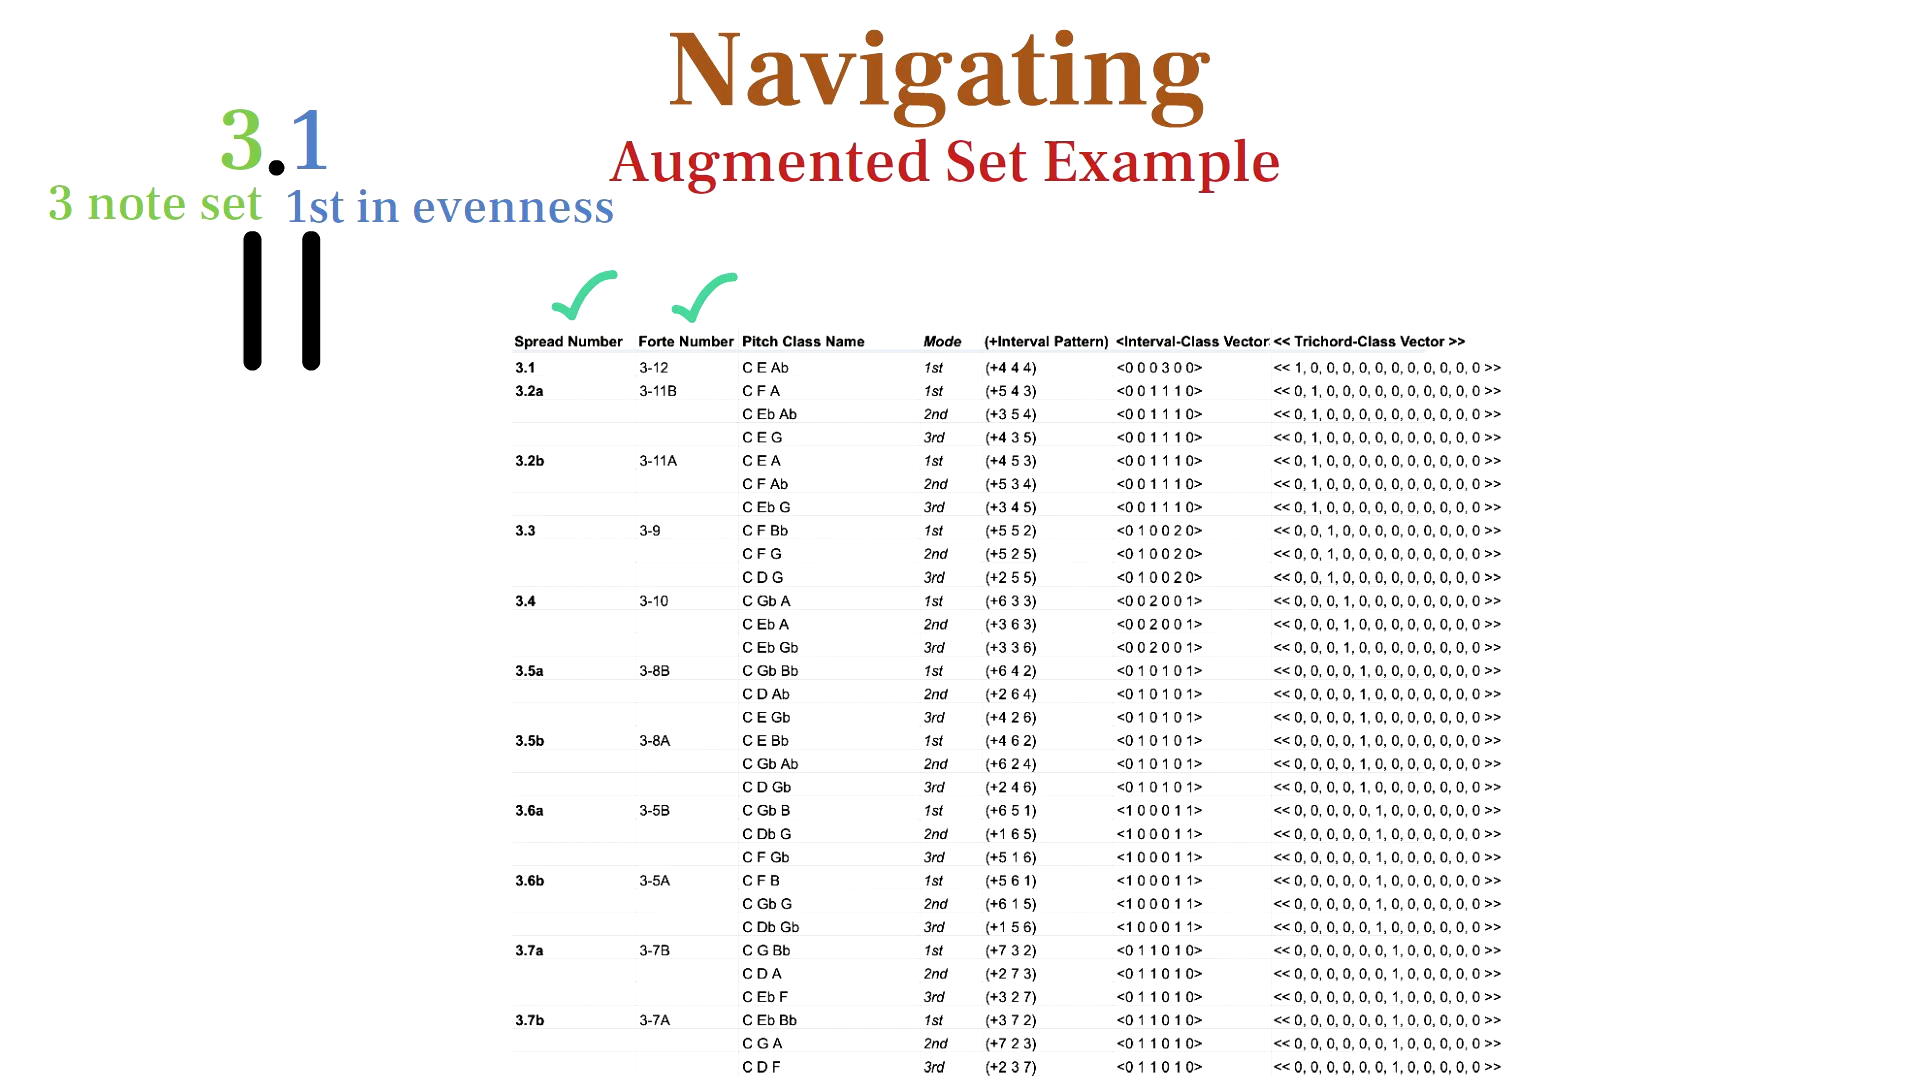 Navigating
Augmented Set Example
3.1
3 note set 1st in evenness
Spread Number Forte Number Pitch Class Name Mode (+Interval Pattern) <Interval-Class Vector << Trichord-Class Vector >>
3.1 3-12 C E Ab 1st (+4 4 4) <0 0 0 3 0 0> << 1, 0, 0, 0, 0, 0, 0, 0, 0, 0, 0, 0 >>
3.2a 3-11B C F A 1st (+5 4 3) <0 0 1 1 1 0> << 0, 1, 0, 0, 0, 0, 0, 0, 0, 0, 0, 0 >>
C Eb Ab 2nd (+3 5 4) <0 0 1 1 1 0> << 0, 1, 0, 0, 0, 0, 0, 0, 0, 0, 0, 0 >>
C E G 3rd (+4 3 5) <0 0 1 1 1 0> << 0, 1, 0, 0, 0, 0, 0, 0, 0, 0, 0, 0 >>
3.2b 3-11A C E A 1st (+4 5 3) <0 0 1 1 1 0> << 0, 1, 0, 0, 0, 0, 0, 0, 0, 0, 0, 0 >>
C F Ab 2nd (+5 3 4) <0 0 1 1 1 0> << 0, 1, 0, 0, 0, 0, 0, 0, 0, 0, 0, 0 >>
C Eb G 3rd (+3 4 5) <0 0 1 1 1 0> << 0, 1, 0, 0, 0, 0, 0, 0, 0, 0, 0, 0 >>
3.3 3-9 C F Bb 1st (+5 5 2) <0 1 0 0 2 0> << 0, 0, 1, 0, 0, 0, 0, 0, 0, 0, 0, 0 >>
C F G 2nd (+5 2 5) <0 1 0 0 2 0> << 0, 0, 1, 0, 0, 0, 0, 0, 0, 0, 0, 0 >>
C D G 3rd (+2 5 5) <0 1 0 0 2 0> << 0, 0, 1, 0, 0, 0, 0, 0, 0, 0, 0, 0 >>
3.4 3-10 C Gb A 1st (+6 3 3) <0 0 2 0 0 1> << 0, 0, 0, 1, 0, 0, 0, 0, 0, 0, 0, 0 >>
C Eb A 2nd (+3 6 3) <0 0 2 0 0 1> << 0, 0, 0, 1, 0, 0, 0, 0, 0, 0, 0, 0 >>
C Eb Gb 3rd (+3 3 6) <0 0 2 0 0 1> << 0, 0, 0, 1, 0, 0, 0, 0, 0, 0, 0, 0 >>
3.5a 3-8B C Gb Bb 1st (+6 4 2) <0 1 0 1 0 1> << 0, 0, 0, 0, 1, 0, 0, 0, 0, 0, 0, 0 >>
C D Ab 2nd (+2 6 4) <0 1 0 1 0 1> << 0, 0, 0, 0, 1, 0, 0, 0, 0, 0, 0, 0 >>
C E Gb 3rd (+4 2 6) <0 1 0 1 0 1> << 0, 0, 0, 0, 1, 0, 0, 0, 0, 0, 0, 0 >>
3.5b 3-8A C E Bb 1st (+4 6 2) <0 1 0 1 0 1> << 0, 0, 0, 0, 1, 0, 0, 0, 0, 0, 0, 0 >>
C Gb Ab 2nd (+6 2 4) <0 1 0 1 0 1> << 0, 0, 0, 0, 1, 0, 0, 0, 0, 0, 0, 0 >>
C D Gb 3rd (+2 4 6) <0 1 0 1 0 1> << 0, 0, 0, 0, 1, 0, 0, 0, 0, 0, 0, 0 >>
3.6a 3-5B C Gb B 1st (+6 5 1) <1 0 0 0 1 1> << 0, 0, 0, 0, 0, 1, 0, 0, 0, 0, 0, 0 >>
C Db G 2nd (+1 6 5) <1 0 0 0 1 1> << 0, 0, 0, 0, 0, 1, 0, 0, 0, 0, 0, 0 >>
C F Gb 3rd (+5 1 6) <1 0 0 0 1 1> << 0, 0, 0, 0, 0, 1, 0, 0, 0, 0, 0, 0 >>
3.6b 3-5A C F B 1st (+5 6 1) <1 0 0 0 1 1> << 0, 0, 0, 0, 0, 1, 0, 0, 0, 0, 0, 0 >>
C Gb G 2nd (+6 1 5) <1 0 0 0 1 1> << 0, 0, 0, 0, 0, 1, 0, 0, 0, 0, 0, 0 >>
C Db Gb 3rd (+1 5 6) <1 0 0 0 1 1> << 0, 0, 0, 0, 0, 1, 0, 0, 0, 0, 0, 0 >>
3.7a 3-7B C G Bb 1st (+7 3 2) <0 1 1 0 1 0> << 0, 0, 0, 0, 0, 0, 1, 0, 0, 0, 0, 0 >>
C D A 2nd (+2 7 3) <0 1 1 0 1 0> << 0, 0, 0, 0, 0, 0, 1, 0, 0, 0, 0, 0 >>
C Eb F 3rd (+3 2 7) <0 1 1 0 1 0> << 0, 0, 0, 0, 0, 0, 1, 0, 0, 0, 0, 0 >>
3.7b 3-7A C Eb Bb 1st (+3 7 2) <0 1 1 0 1 0> << 0, 0, 0, 0, 0, 0, 1, 0, 0, 0, 0, 0 >>
C G A 2nd (+7 2 3) <0 1 1 0 1 0> << 0, 0, 0, 0, 0, 0, 1, 0, 0, 0, 0, 0 >>
C D F 3rd (+2 3 7) <0 1 1 0 1 0> << 0, 0, 0, 0, 0, 0, 1, 0, 0, 0, 0, 0 >>